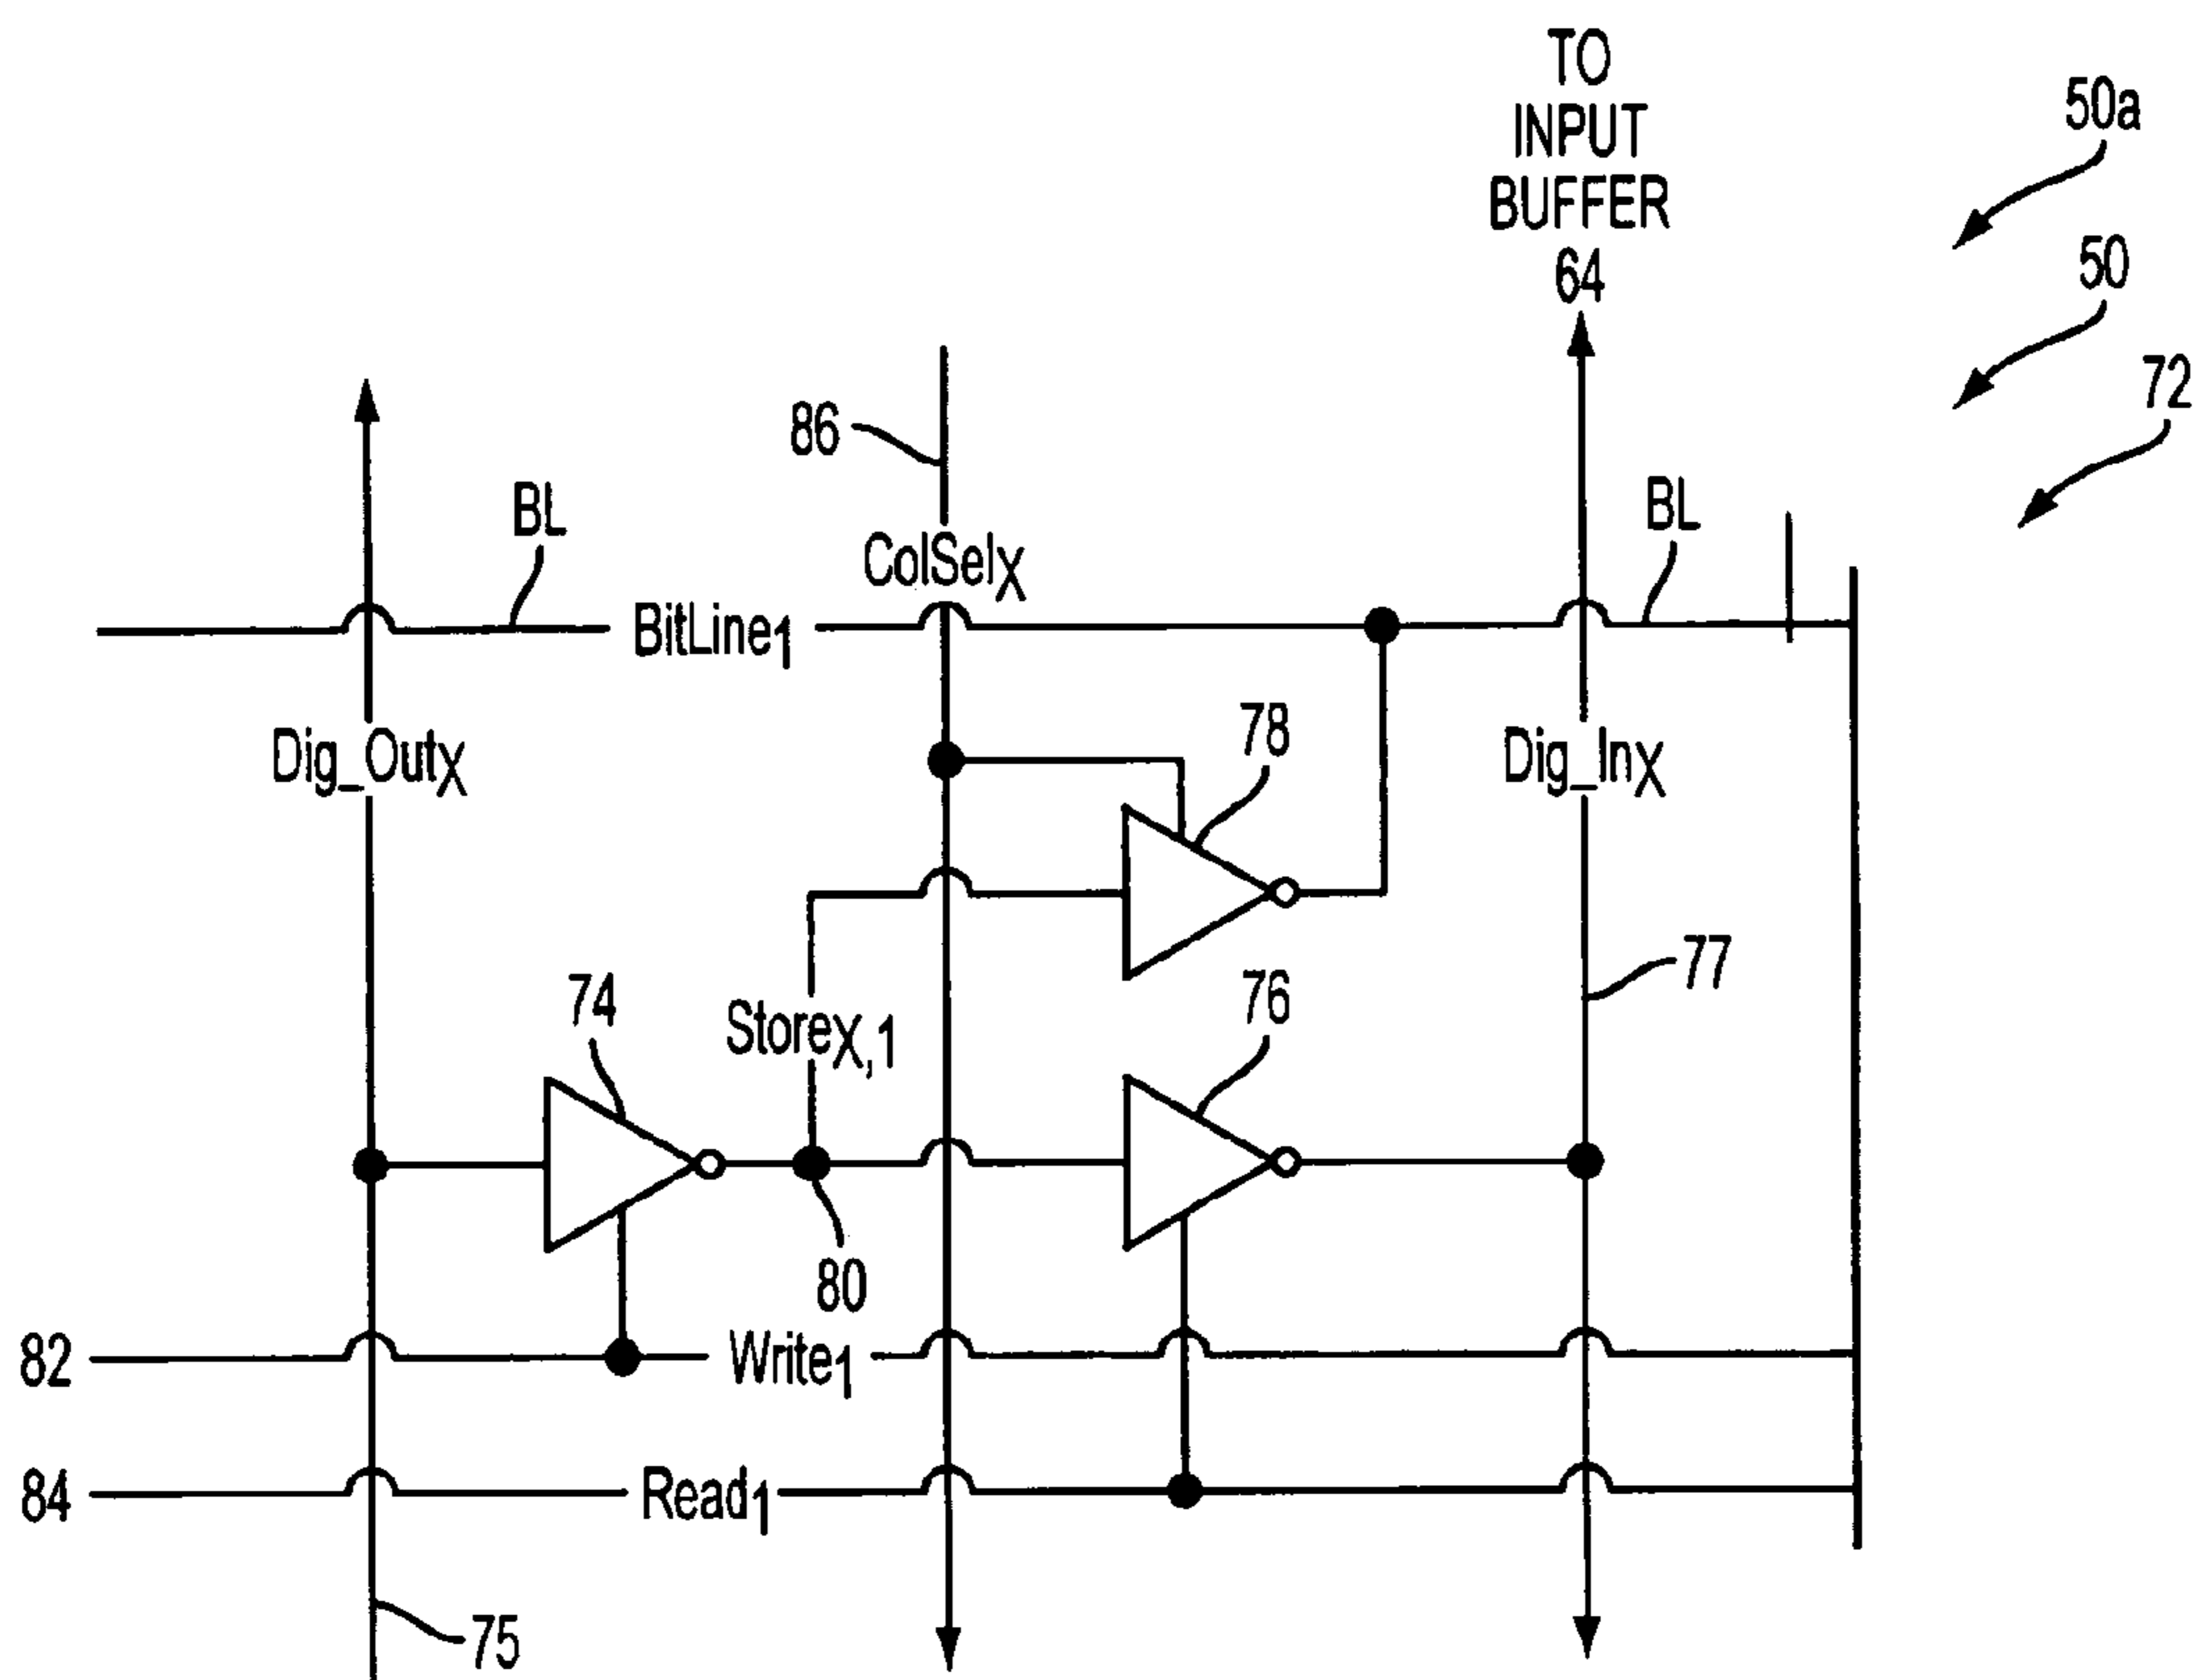 TO
INPUT
BUFFER
64
50a
50
72
86
BL
BL
ColSelX
BitLine1
78
Dig_OutX
Dig_InX
77
74
76
StoreX,1
80
82
Write1
84
Read1
75